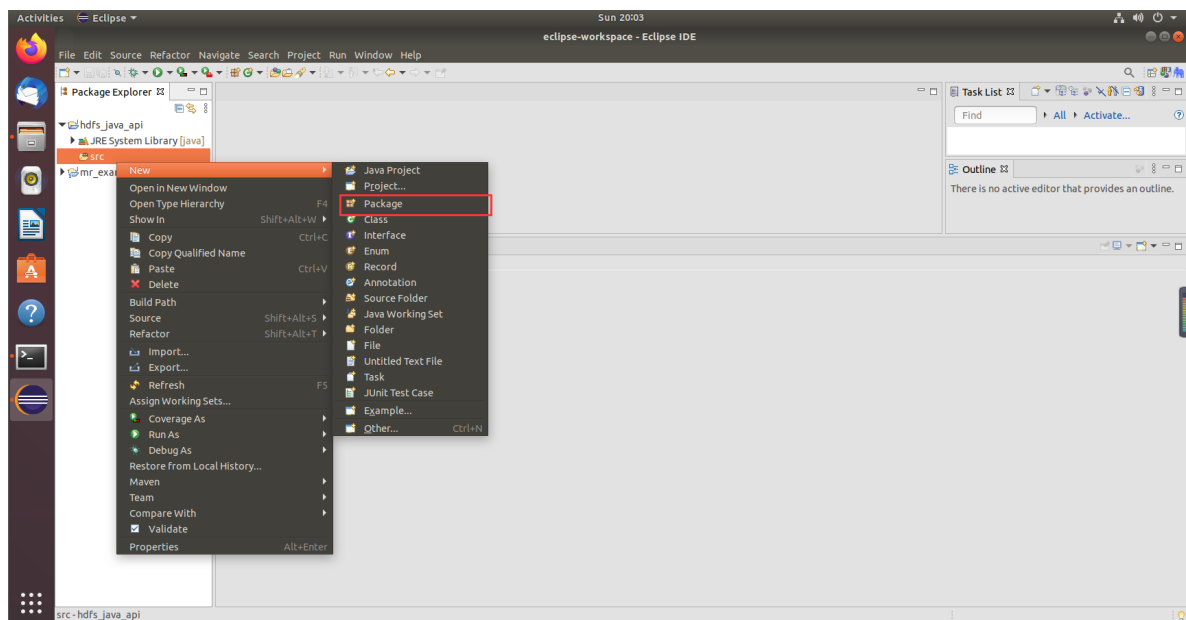 Activities Eclipse Sun 20:03
eclipse-workspace - Eclipse IDE
File Edit Source Refactor Navigate Search Project Run Window Help
Package Explorer
hdfs_java_api
JRE System Library [java]
src
mr_exar
New
Open in New Window
Open Type Hierarchy F4
Show In Shift+Alt+W
Copy Ctrl+C
Copy Qualified Name
Paste Ctrl+V
Delete
Build Path
Source Shift+Alt+S
Refactor Shift+Alt+T
Import...
Export...
Refresh F5
Assign Working Sets...
Coverage As
Run As
Debug As
Restore from Local History...
Maven
Team
Compare With
Validate
Properties Alt+Enter
Java Project
Project...
Package
Class
Interface
Enum
Record
Annotation
Source Folder
Java Working Set
Folder
File
Untitled Text File
Task
JUnit Test Case
Example...
Other... Ctrl+N
Task List
Find All Activate...
Outline
There is no active editor that provides an outline.
src - hdfs_java_api